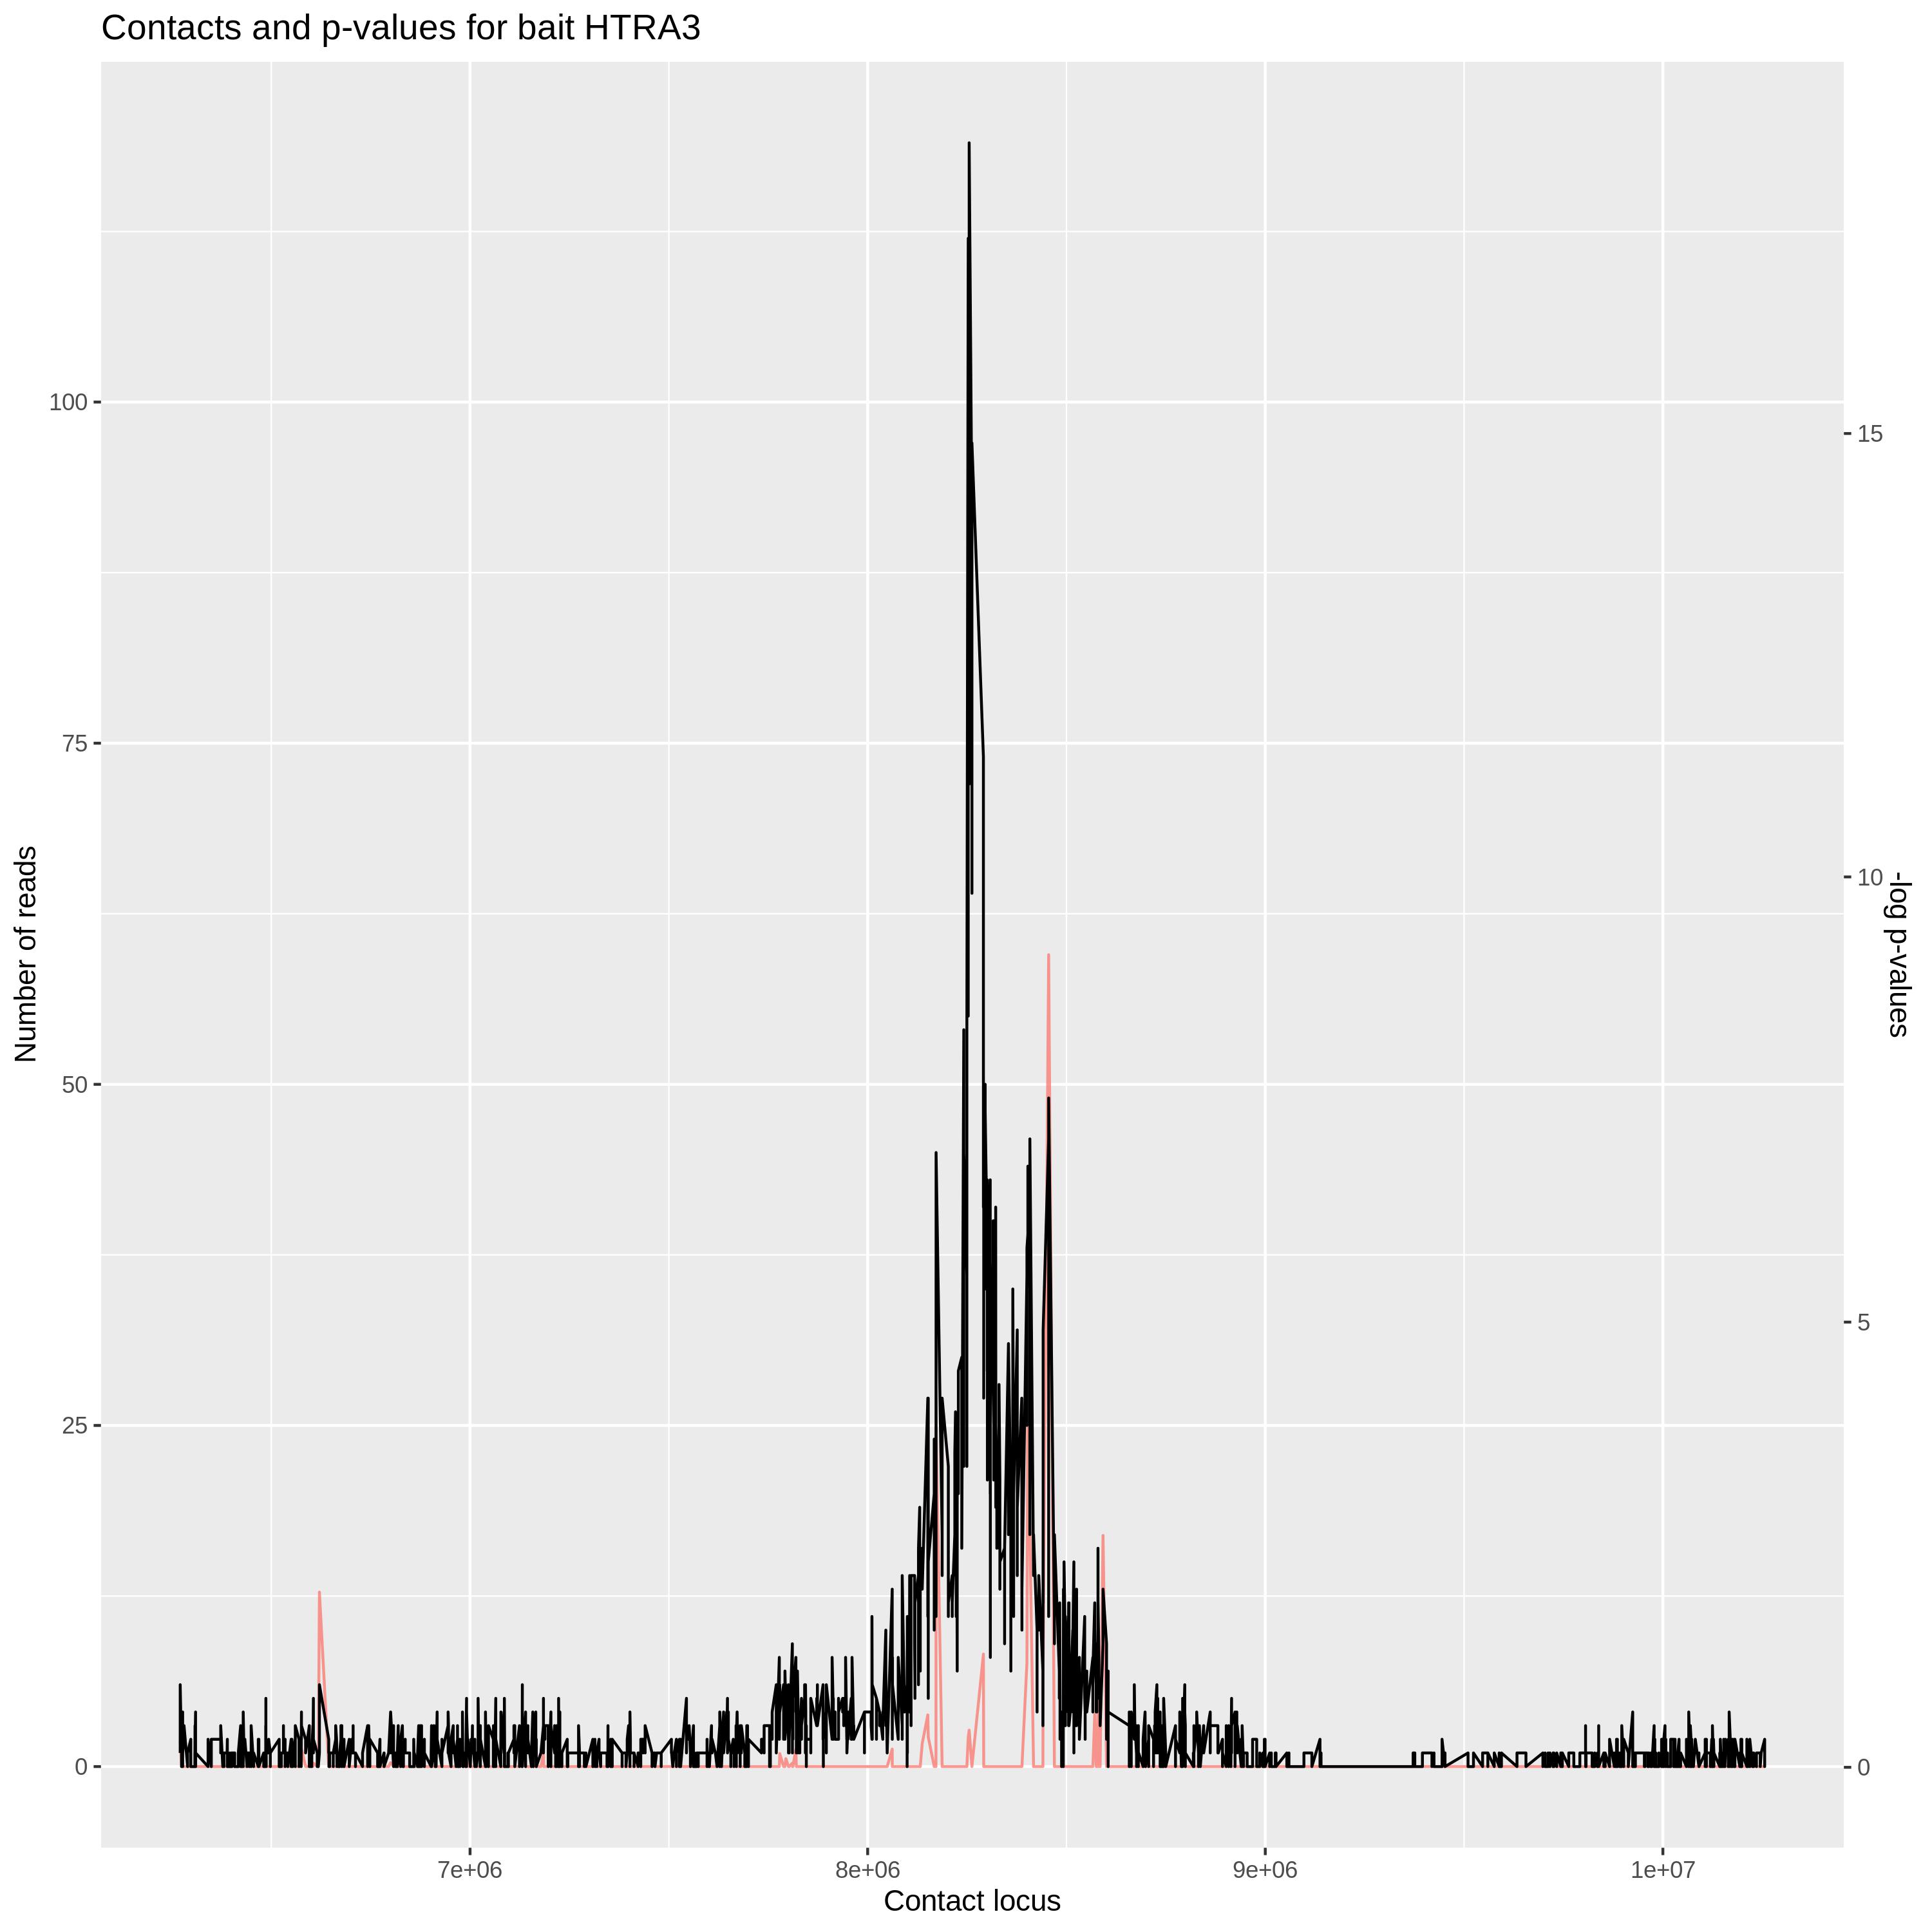 Contacts and p-values for bait HTRA3
Number of reads
100
75
50
25
0
15
10
5
0
-log p-values
7e+06
8e+06
9e+06
1e+07
Contact locus